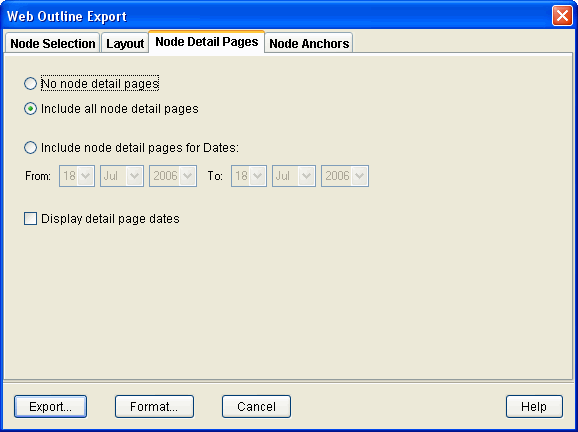 Web Outline Export
Node Selection Layout Node Detail Pages Node Anchors
No node detail pages
Include all node detail pages
Include node detail pages for Dates:
From: 18 Jul 2006 To: 18 Jul 2006
Display detail page dates
Export... Format... Cancel Help